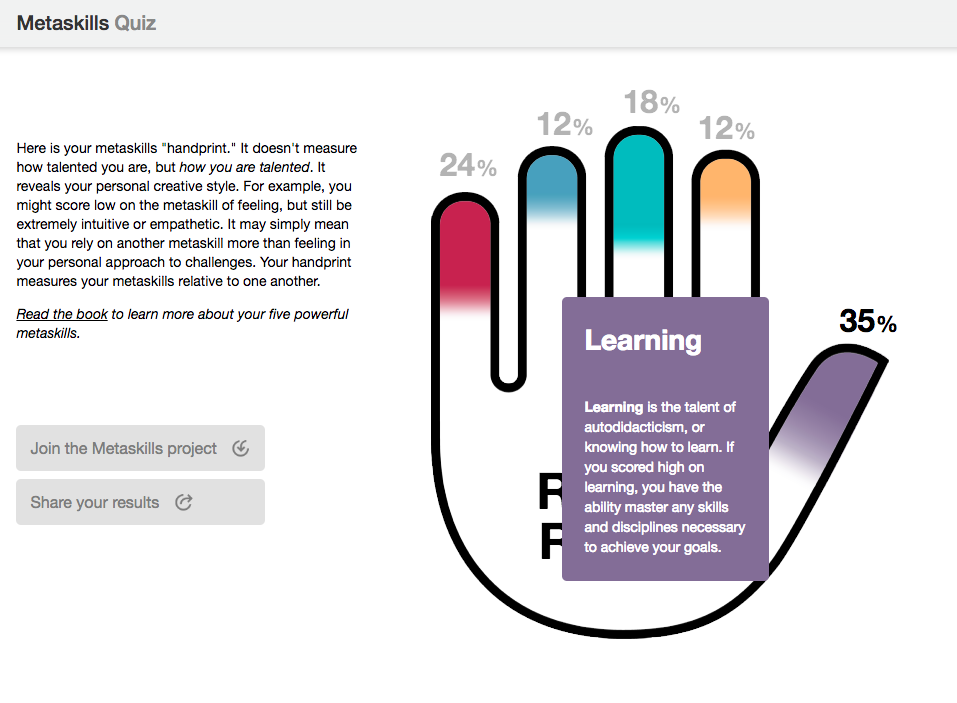 Metaskills Quiz
Here is your metaskills "handprint." It doesn't measure
how talented you are, but how you are talented. It
reveals your personal creative style. For example, you
might score low on the metaskill of feeling, but still be
extremely intuitive or empathetic. It may simply mean
that you rely on another metaskill more than feeling in
your personal approach to challenges. Your handprint
measures your metaskills relative to one another.
Read the book to learn more about your five powerful
metaskills.
Join the Metaskills project
Share your results
24%
12%
18%
12%
35%
Learning
Learning is the talent of
autodidacticism, or
knowing how to learn. If
you scored high on
learning, you have the
ability master any skills
and disciplines necessary
to achieve your goals.